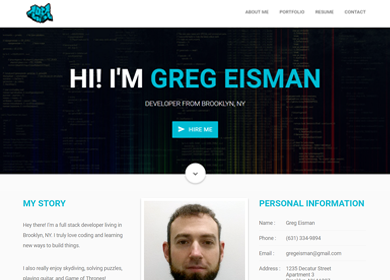 ABOUT ME PORTFOLIO RESUME CONTACT
HI! I'M GREG EISMAN
DEVELOPER FROM BROOKLYN, NY
HIRE ME
MY STORY
Hey there! I'm a full stack developer living in
Brooklyn, NY. I truly love coding and learning
new ways to build things.
I also really enjoy skydiving, solving puzzles,
playing guitar, and Game of Thrones!
PERSONAL INFORMATION
Name : Greg Eisman
Phone : (631) 334-9894
Email : gregeisman@gmail.com
Address : 1235 Decatur Street
Apartment 3